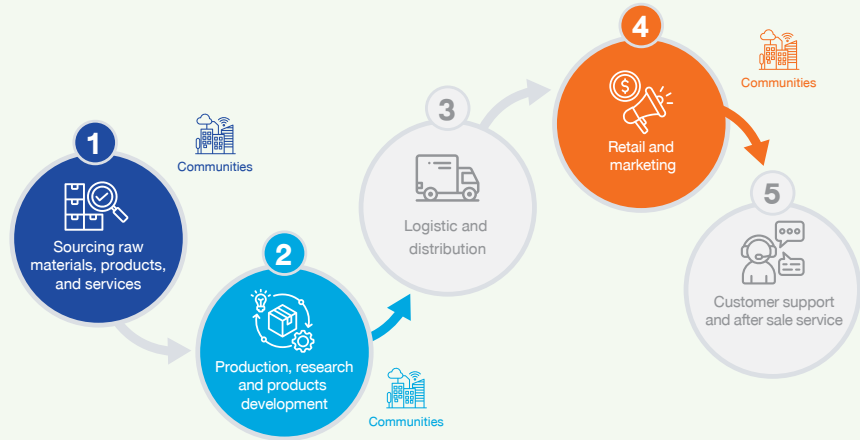 1
Sourcing raw
materials, products,
and services
Communities
2
Production, research
and products
development
Communities
3
Logistic and
distribution
4
$
Retail and
marketing
Communities
5
Customer support
and after sale service